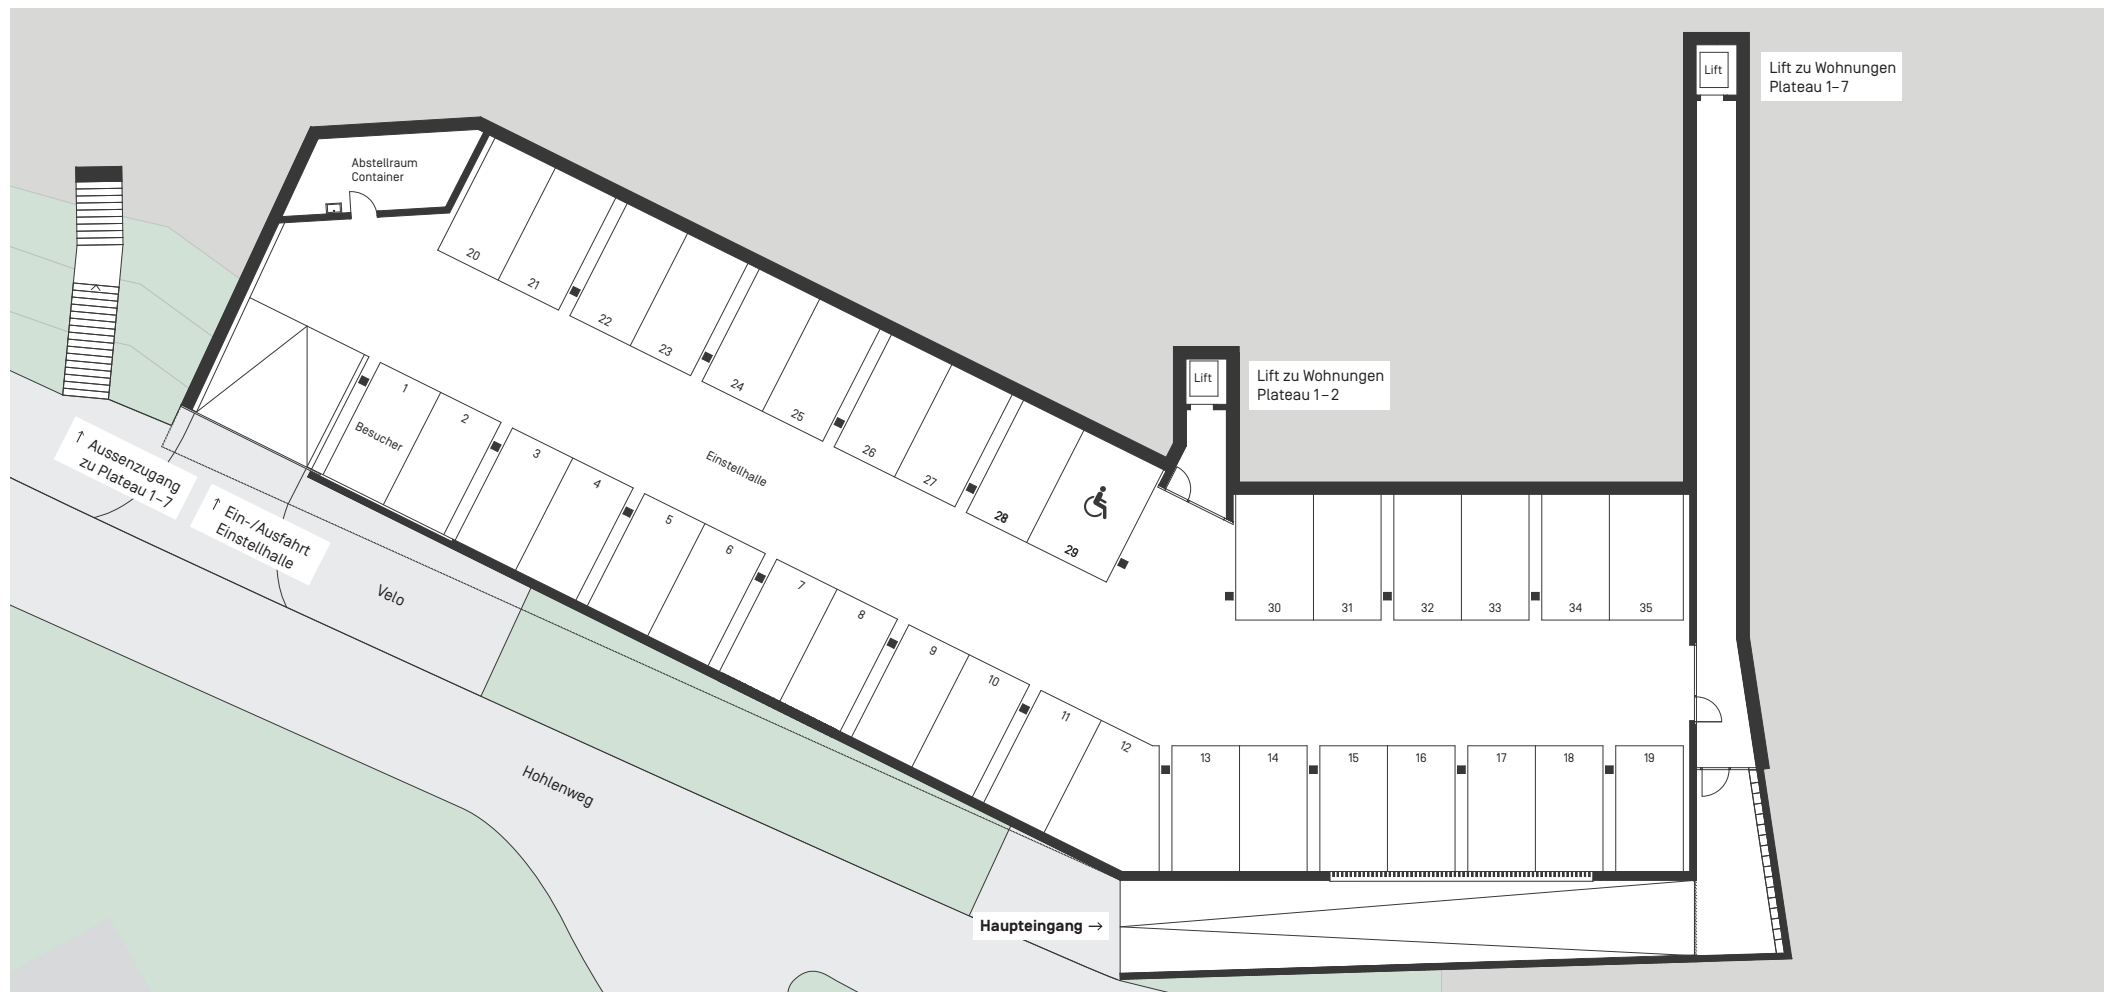 Lift
Lift zu Wohnungen
Plateau 1–7
Abstellraum
Container
20
21
22
23
24
25
26
27
28
29
Lift
Lift zu Wohnungen
Plateau 1–2
1
Besucher
2
3
4
5
6
7
8
9
10
11
12
Einstellhalle
30
31
32
33
34
35
13
14
15
16
17
18
19
↑ Aussenzugang
zu Plateau 1–7
↑ Ein-/Ausfahrt
Einstellhalle
Velo
Hohlenweg
Haupteingang →